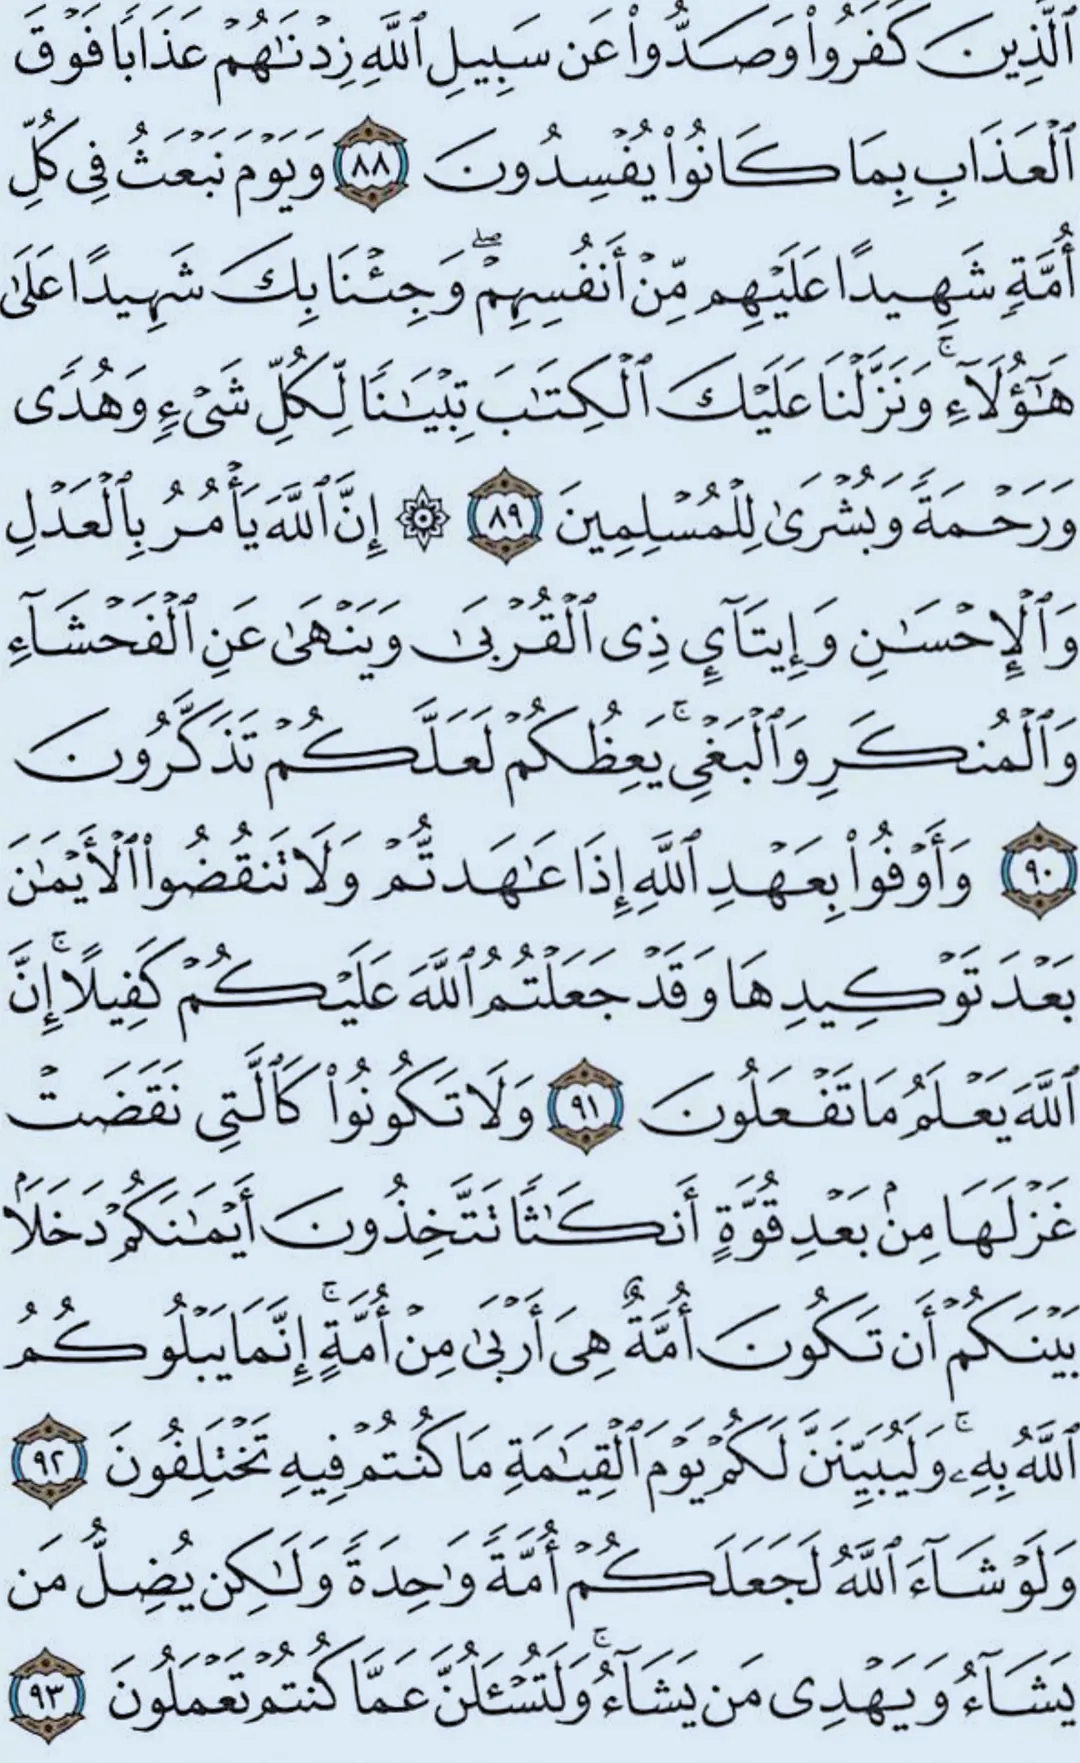 ٱلَّذِينَ كَفَرُوا۟ وَصَدُّوا۟ عَن سَبِيلِ ٱللَّهِ زِدْنَـٰهُمْ عَذَابًا فَوْقَ
ٱلْعَذَابِ بِمَا كَانُوا۟ يُفْسِدُونَ ٨٨ وَيَوْمَ نَبْعَثُ فِى كُلِّ
أُمَّةٍ شَهِيدًا عَلَيْهِم مِّنْ أَنفُسِهِمْ ۖ وَجِئْنَا بِكَ شَهِيدًا عَلَىٰ
هَـٰٓؤُلَآءِ ۚ وَنَزَّلْنَا عَلَيْكَ ٱلْكِتَـٰبَ تِبْيَـٰنًا لِّكُلِّ شَىْءٍ وَهُدًى
وَرَحْمَةً وَبُشْرَىٰ لِلْمُسْلِمِينَ ٨٩ ۞ إِنَّ ٱللَّهَ يَأْمُرُ بِٱلْعَدْلِ
وَٱلْإِحْسَـٰنِ وَإِيتَآئِ ذِى ٱلْقُرْبَىٰ وَيَنْهَىٰ عَنِ ٱلْفَحْشَآءِ
وَٱلْمُنكَرِ وَٱلْبَغْىِ ۚ يَعِظُكُمْ لَعَلَّكُمْ تَذَكَّرُونَ
٩٠ وَأَوْفُوا۟ بِعَهْدِ ٱللَّهِ إِذَا عَـٰهَدتُّمْ وَلَا تَنقُضُوا۟ ٱلْأَيْمَـٰنَ
بَعْدَ تَوْكِيدِهَا وَقَدْ جَعَلْتُمُ ٱللَّهَ عَلَيْكُمْ كَفِيلًا ۚ إِنَّ
ٱللَّهَ يَعْلَمُ مَا تَفْعَلُونَ ٩١ وَلَا تَكُونُوا۟ كَٱلَّتِى نَقَضَتْ
غَزْلَهَا مِنۢ بَعْدِ قُوَّةٍ أَنكَـٰثًا تَتَّخِذُونَ أَيْمَـٰنَكُمْ دَخَلًۢا
بَيْنَكُمْ أَن تَكُونَ أُمَّةٌ هِىَ أَرْبَىٰ مِنْ أُمَّةٍ ۚ إِنَّمَا يَبْلُوكُمُ
ٱللَّهُ بِهِۦ ۚ وَلَيُبَيِّنَنَّ لَكُمْ يَوْمَ ٱلْقِيَـٰمَةِ مَا كُنتُمْ فِيهِ تَخْتَلِفُونَ ٩٢
وَلَوْ شَآءَ ٱللَّهُ لَجَعَلَكُمْ أُمَّةً وَٰحِدَةً وَلَـٰكِن يُضِلُّ مَن
يَشَآءُ وَيَهْدِى مَن يَشَآءُ ۚ وَلَتُسْـَٔلُنَّ عَمَّا كُنتُمْ تَعْمَلُونَ ٩٣